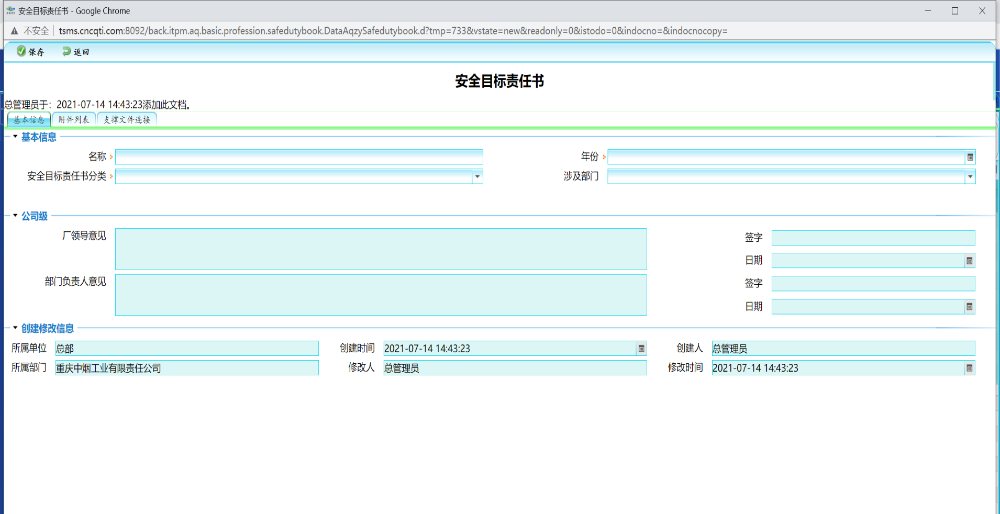 安全目标责任书 - Google Chrome
不安全 tsms.cncqti.com:8092/back.itpm.aq.basic.profession.safedutybook.DataAqzySafedutybook.d?tmp=733&vstate=new&readonly=0&istodo=0&indocno=&indocnocopy=
保存 返回
安全目标责任书
总管理员于：2021-07-14 14:43:23添加此文档。
基本信息 附件列表 支撑文件连接
基本信息
名称 年份
安全目标责任书分类 涉及部门
公司级
厂领导意见 签字
日期
部门负责人意见 签字
日期
创建修改信息
所属单位 总部 创建时间 2021-07-14 14:43:23 创建人 总管理员
所属部门 重庆中烟工业有限责任公司 修改人 总管理员 修改时间 2021-07-14 14:43:23